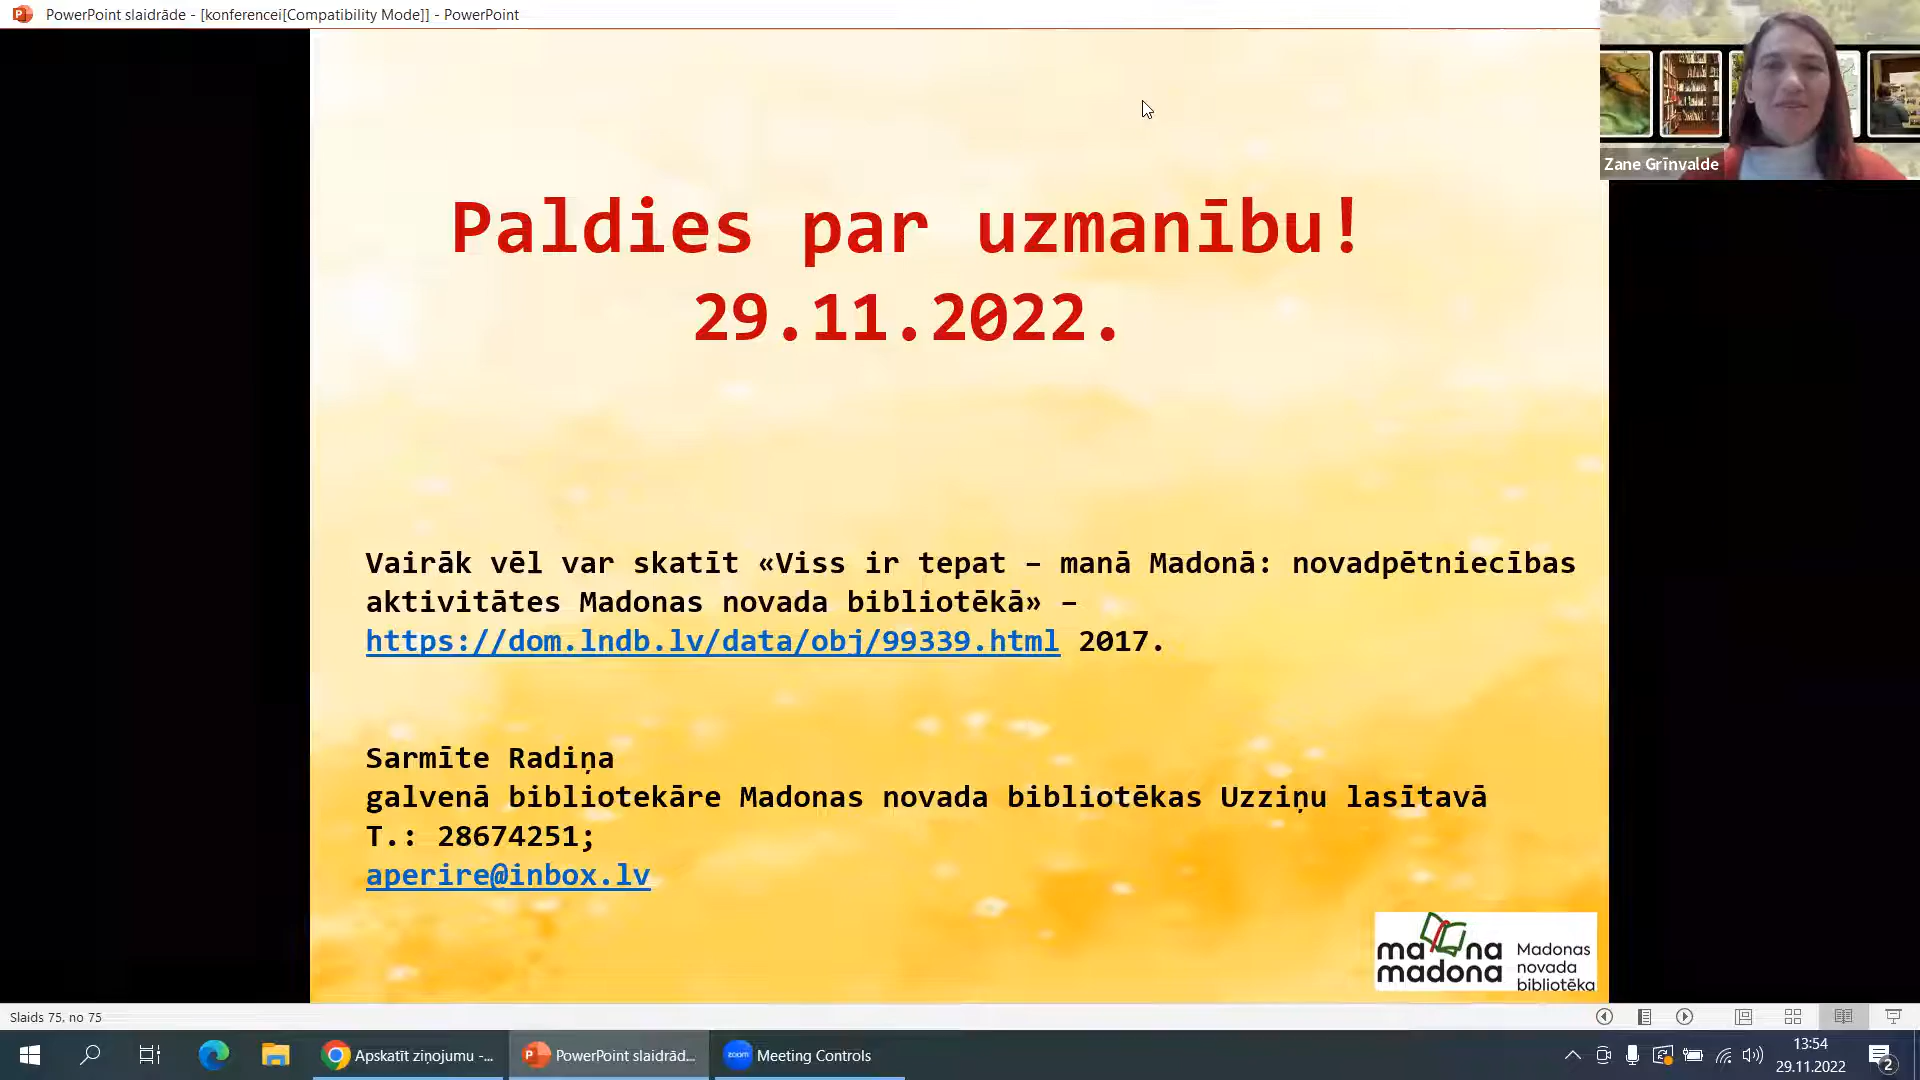 PowerPoint slaidrāde - [konferencei[Compatibility Mode]] - PowerPoint
Zane Grīnvalde
Paldies par uzmanību!
29.11.2022.
Vairāk vēl var skatīt «Viss ir tepat – manā Madonā: novadpētniecības
aktivitātes Madonas novada bibliotēkā» –
https://dom.lndb.lv/data/obj/99339.html 2017.
Sarmīte Radiņa
galvenā bibliotekāre Madonas novada bibliotēkas Uzziņu lasītavā
T.: 28674251;
aperire@inbox.lv
mana
madona
Madonas
novada
bibliotēka
Slaids 75, no 75
Apskatīt ziņojumu -...
PowerPoint slaidrād...
zoom
Meeting Controls
13:54
29.11.2022
2